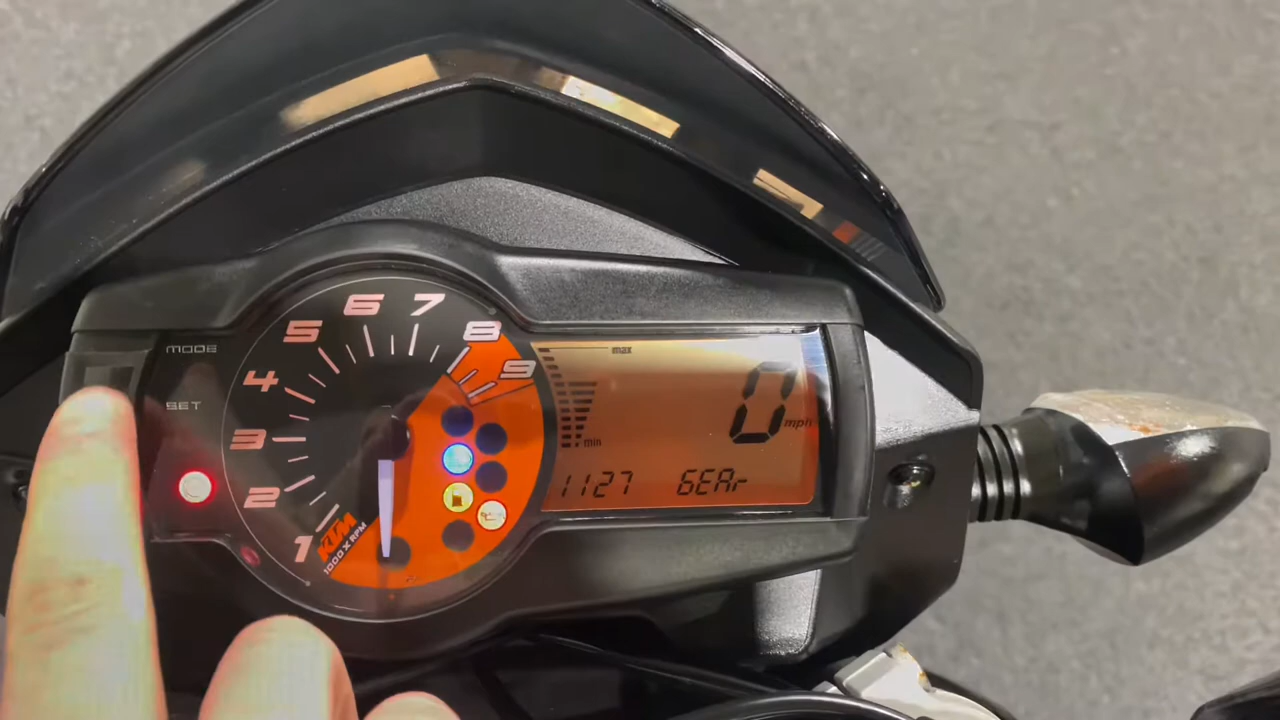 MODE
SET
1
2
3
4
5
6
7
8
9
KTM
1000 X RPM
max
min
0 mph
1127 GEAr